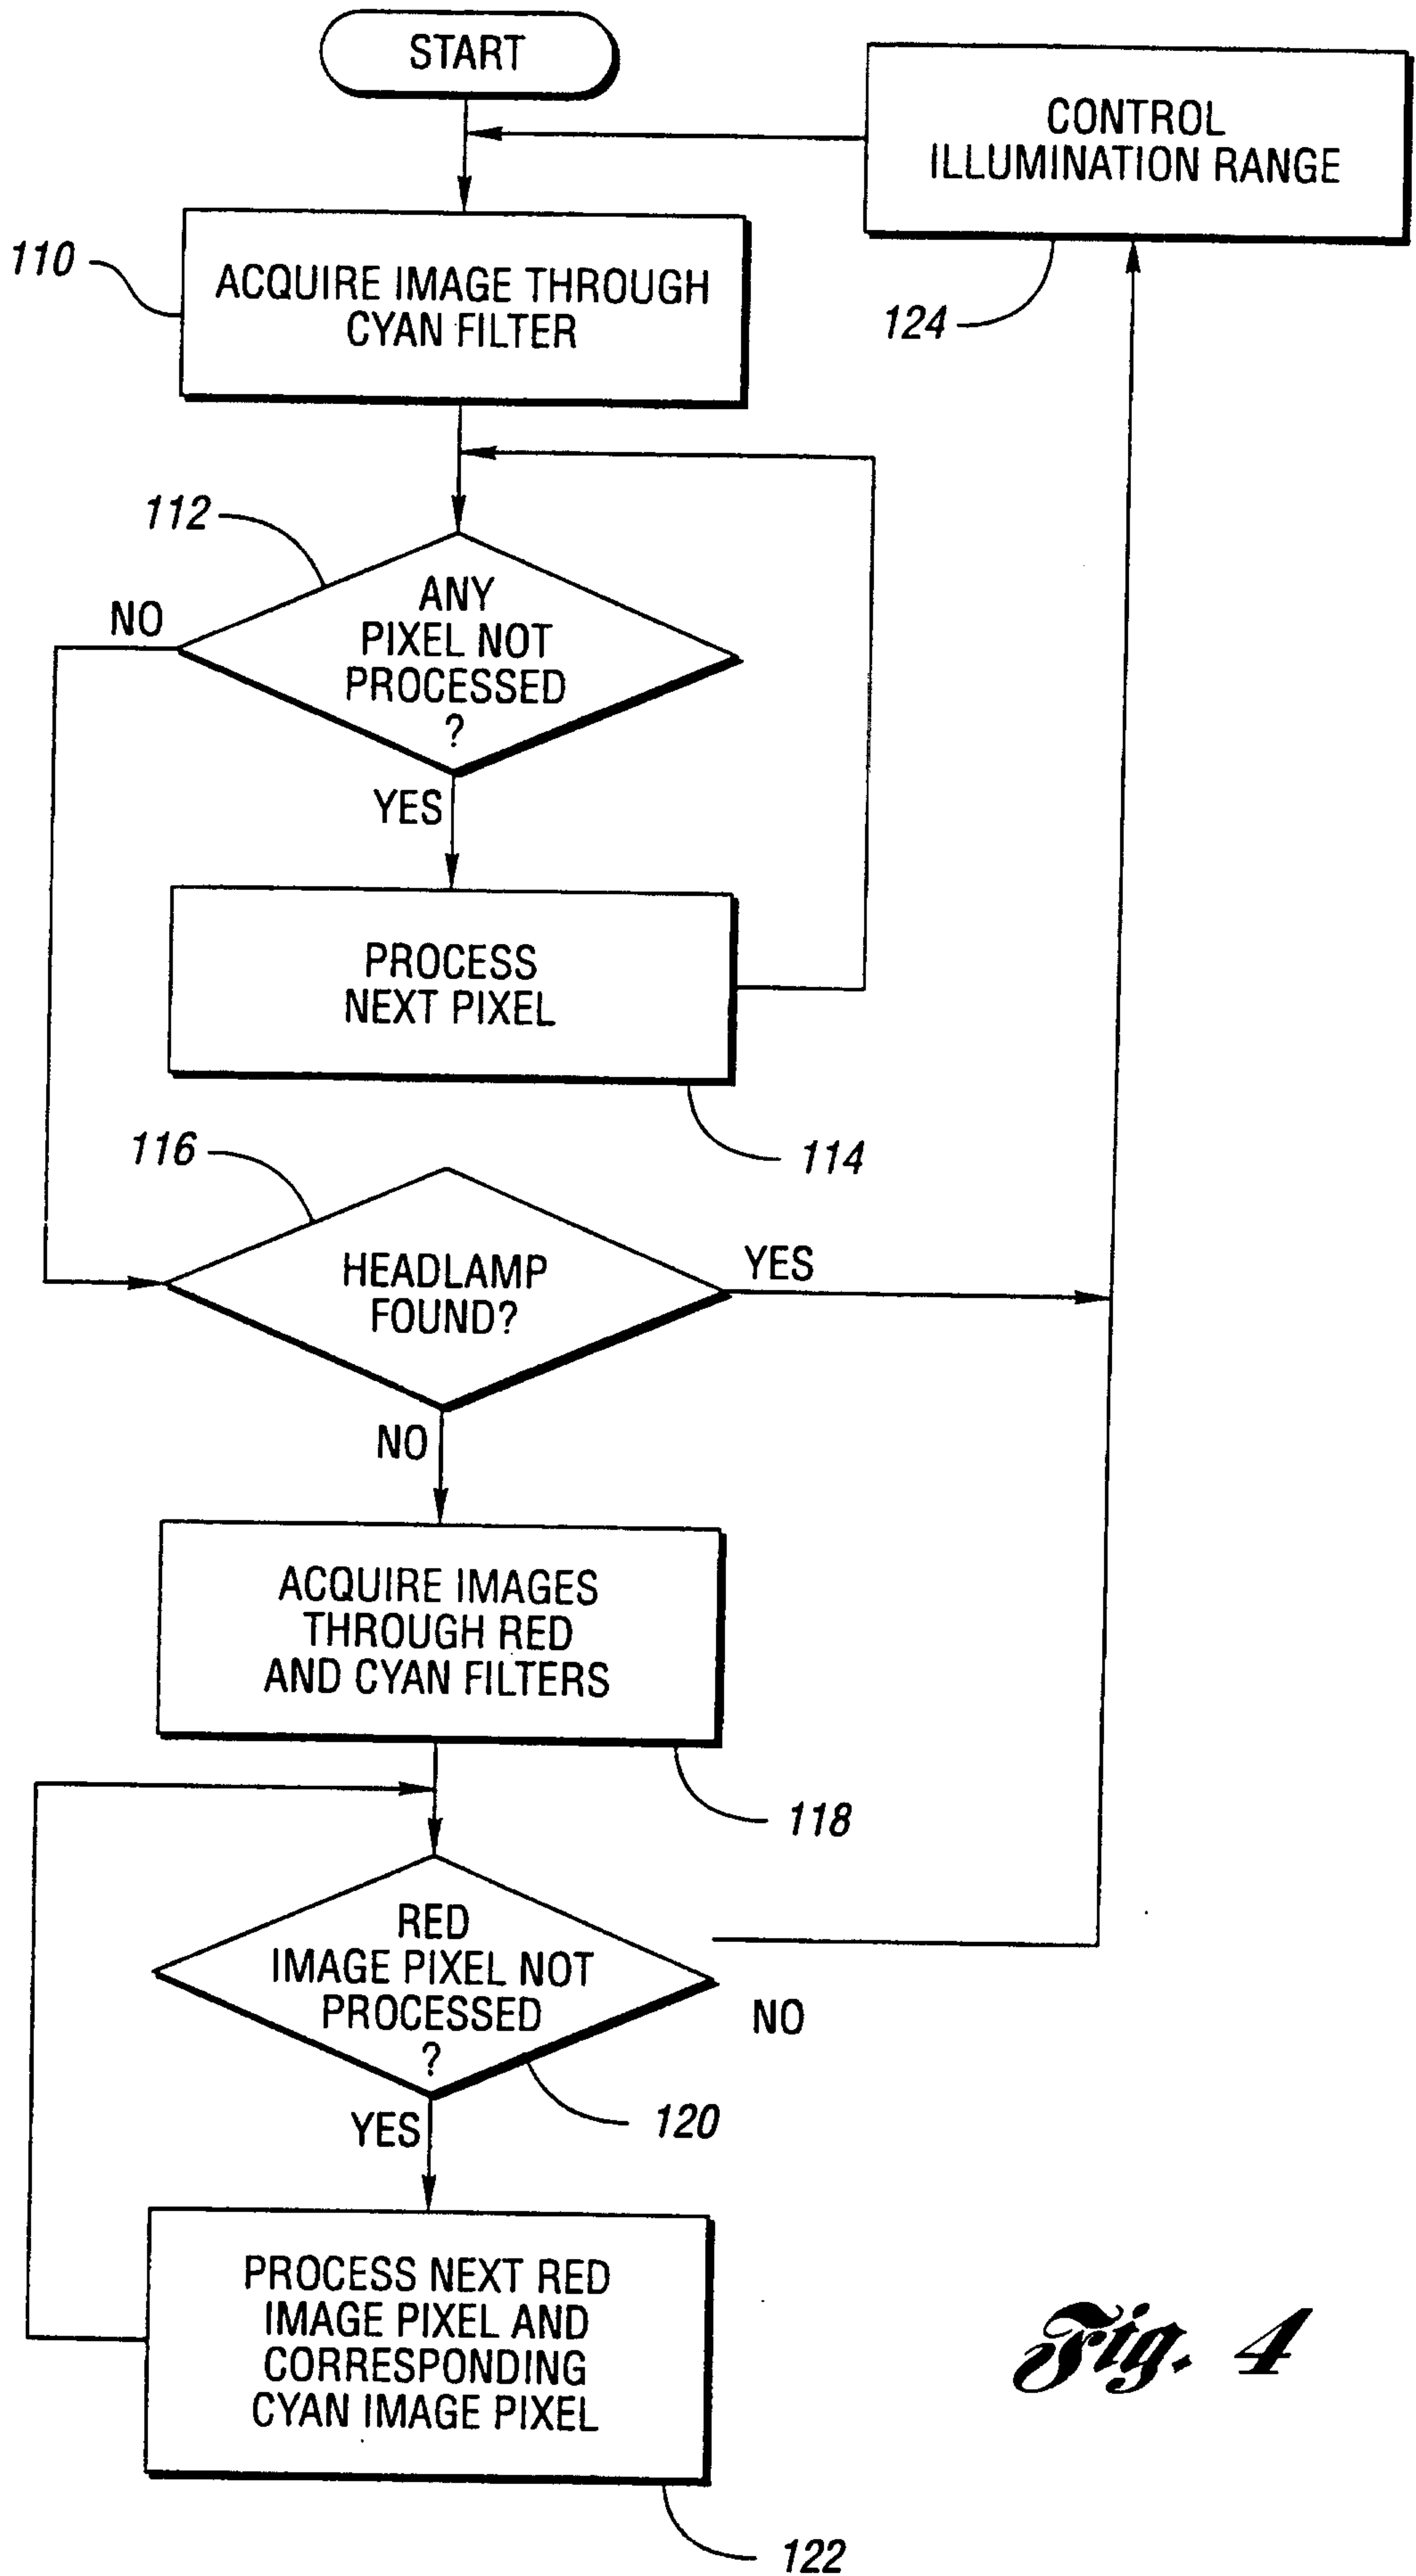 START
CONTROL
ILLUMINATION RANGE
110
ACQUIRE IMAGE THROUGH
CYAN FILTER
124
112
NO
ANY
PIXEL NOT
PROCESSED
?
YES
PROCESS
NEXT PIXEL
114
116
HEADLAMP
FOUND?
YES
NO
ACQUIRE IMAGES
THROUGH RED
AND CYAN FILTERS
118
RED
IMAGE PIXEL NOT
PROCESSED
?
NO
120
YES
PROCESS NEXT RED
IMAGE PIXEL AND
CORRESPONDING
CYAN IMAGE PIXEL
122
Fig. 4